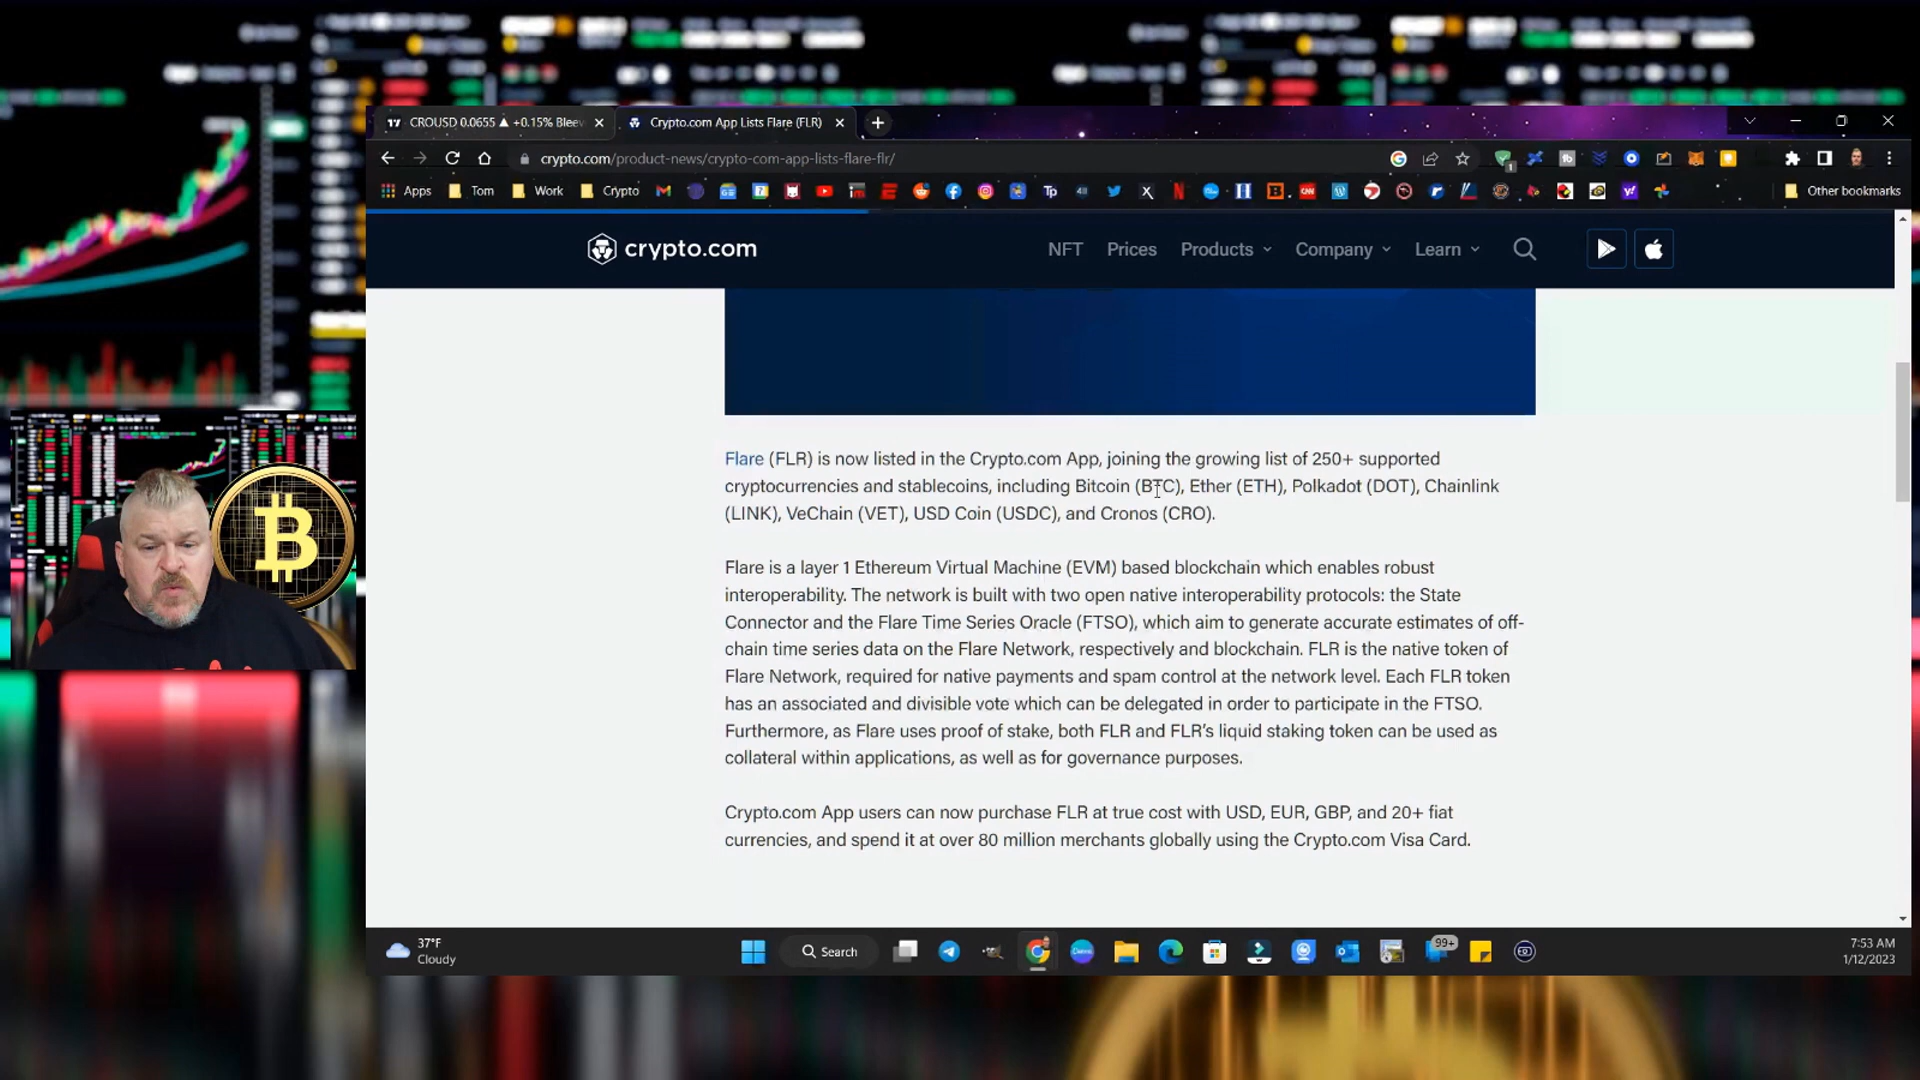 CROUSD 0.0655 ▲ +0.15% Bleev
Crypto.com App Lists Flare (FLR)
crypto.com/product-news/crypto-com-app-lists-flare-flr/
Apps Tom Work Crypto Other bookmarks
crypto.com NFT Prices Products Company Learn
Flare (FLR) is now listed in the Crypto.com App, joining the growing list of 250+ supported
cryptocurrencies and stablecoins, including Bitcoin (BTC), Ether (ETH), Polkadot (DOT), Chainlink
(LINK), VeChain (VET), USD Coin (USDC), and Cronos (CRO).
Flare is a layer 1 Ethereum Virtual Machine (EVM) based blockchain which enables robust
interoperability. The network is built with two open native interoperability protocols: the State
Connector and the Flare Time Series Oracle (FTSO), which aim to generate accurate estimates of off-
chain time series data on the Flare Network, respectively and blockchain. FLR is the native token of
Flare Network, required for native payments and spam control at the network level. Each FLR token
has an associated and divisible vote which can be delegated in order to participate in the FTSO.
Furthermore, as Flare uses proof of stake, both FLR and FLR's liquid staking token can be used as
collateral within applications, as well as for governance purposes.
Crypto.com App users can now purchase FLR at true cost with USD, EUR, GBP, and 20+ fiat
currencies, and spend it at over 80 million merchants globally using the Crypto.com Visa Card.
37°F
Cloudy
Search
99+
7:53 AM
1/12/2023